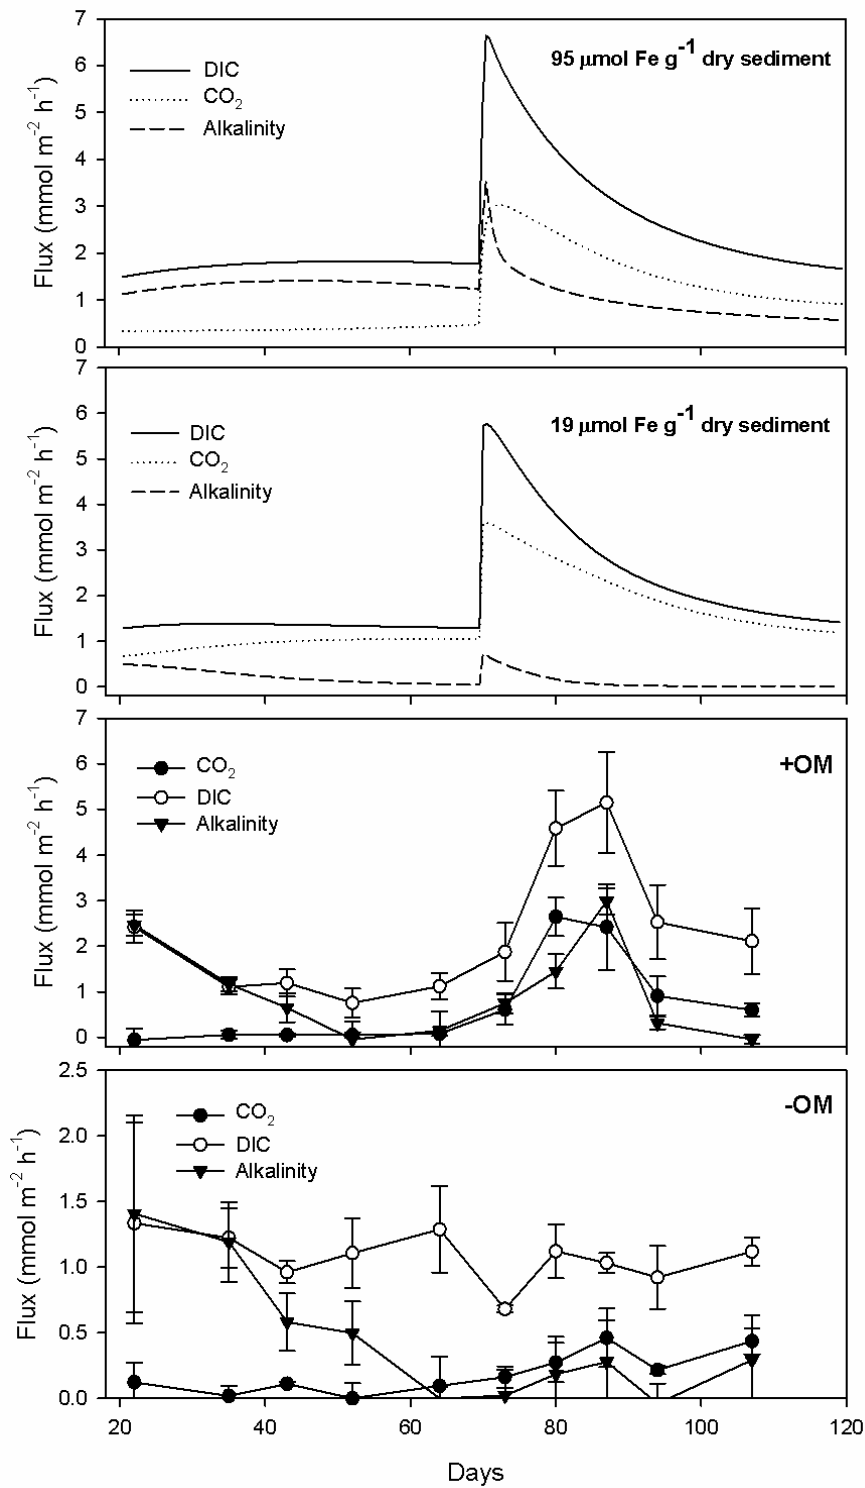 7
6
5
4
3
2
1
0
Flux (mmol m⁻² h⁻¹)
DIC
CO₂
Alkalinity
95 µmol Fe g⁻¹ dry sediment
7
6
5
4
3
2
1
0
Flux (mmol m⁻² h⁻¹)
DIC
CO₂
Alkalinity
19 µmol Fe g⁻¹ dry sediment
7
6
5
4
3
2
1
0
Flux (mmol m⁻² h⁻¹)
CO₂
DIC
Alkalinity
+OM
2.5
2.0
1.5
1.0
0.5
0.0
Flux (mmol m⁻² h⁻¹)
CO₂
DIC
Alkalinity
-OM
20 40 60 80 100 120
Days